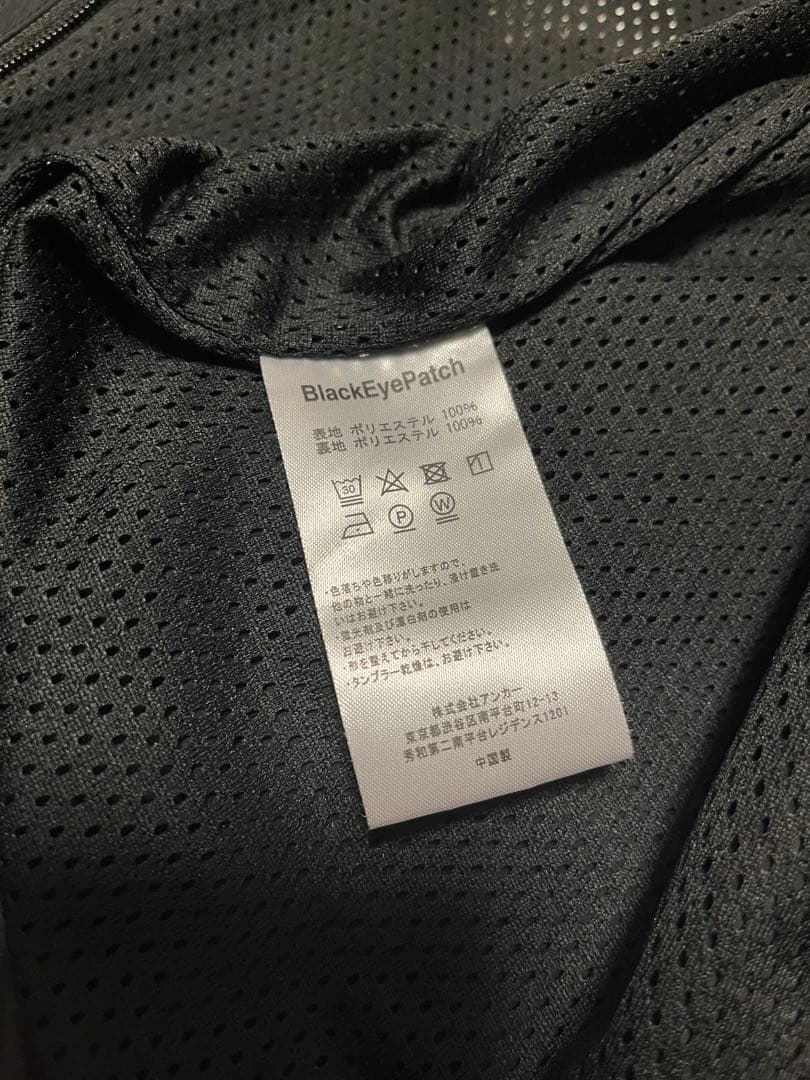 BlackEyePatch
表地 ポリエステル 100%
裏地 ポリエステル 100%
30
P
W
・色落ちや色移りがしますので、
他の物と一緒に洗ったり、漬け置き洗
いはお避け下さい。
・蛍光剤及び漂白剤の使用は
お避け下さい。
・形を整えてから干してください。
・タンブラー乾燥は、お避け下さい。
株式会社アンカー
東京都渋谷区南平台町12-13
秀和第二南平台レジデンス1201
中国製